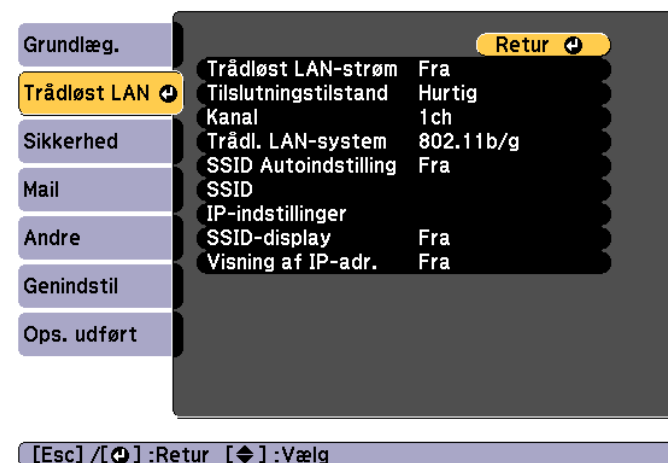 Grundlæg.
Trådløst LAN
Sikkerhed
Mail
Andre
Genindstil
Ops. udført
Retur
Trådløst LAN-strøm Fra
Tilslutningstilstand Hurtig
Kanal 1ch
Trådl. LAN-system 802.11b/g
SSID Autoindstilling Fra
SSID
IP-indstillinger
SSID-display Fra
Visning af IP-adr. Fra
[Esc] /[⏎] :Retur [◆] :Vælg